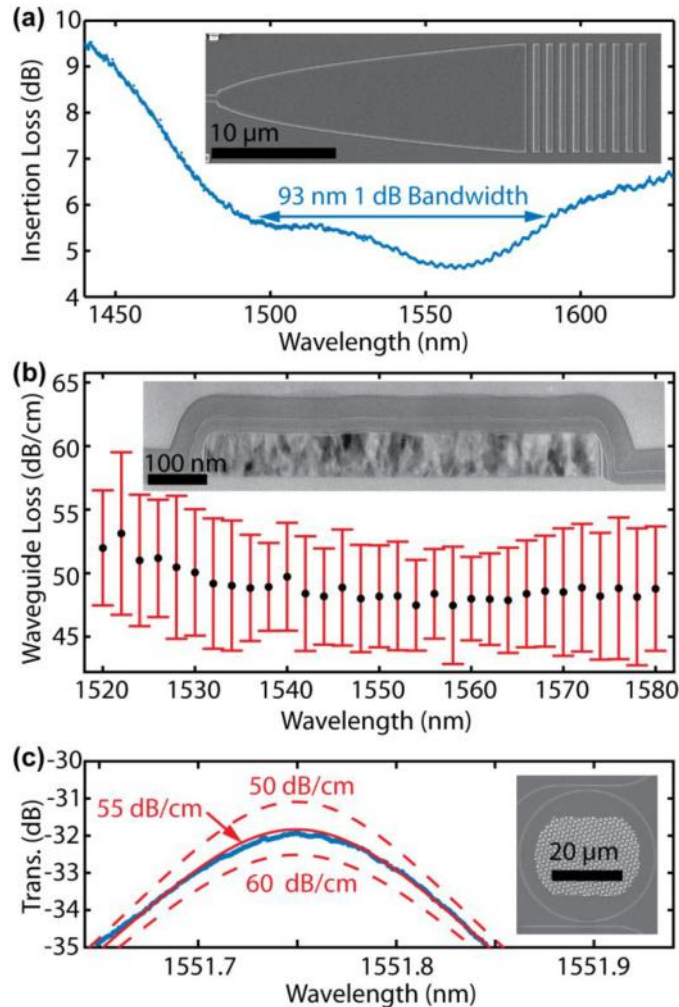 (a)
10
9
8
7
6
5
4
Insertion Loss (dB)
10 μm
93 nm 1 dB Bandwidth
1450 1500 1550 1600
Wavelength (nm)
(b)
65
60
55
50
45
Waveguide Loss (dB/cm)
100 nm
1520 1530 1540 1550 1560 1570 1580
Wavelength (nm)
(c)
-30
-31
-32
-33
-34
-35
Trans. (dB)
50 dB/cm
55 dB/cm
60 dB/cm
20 μm
1551.7 1551.8 1551.9
Wavelength (nm)